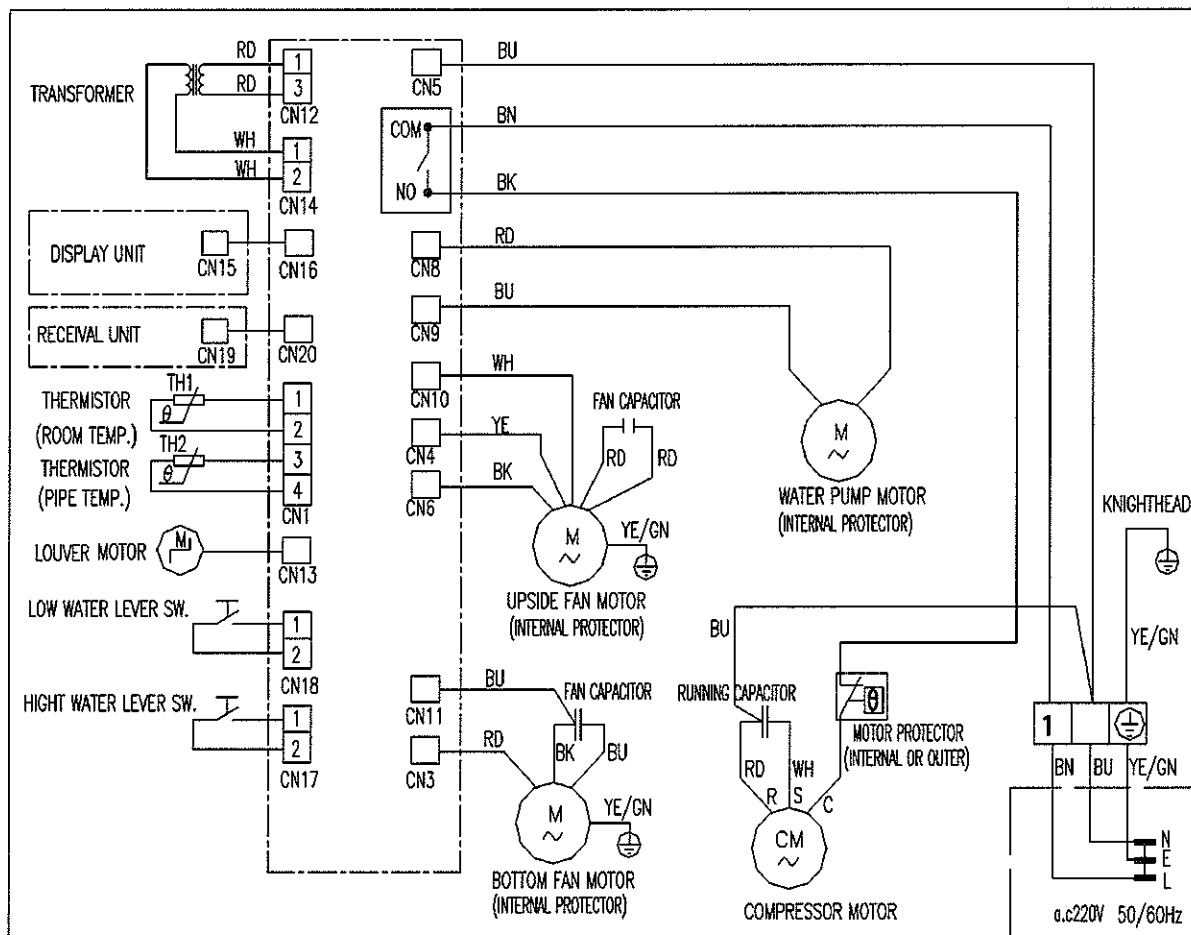 RD
BU
TRANSFORMER
1
RD
3
CN5
CN12
BN
COM
WH
1
WH
2
NO
BK
CN14
RD
DISPLAY UNIT
CN15
CN16
CN8
BU
RECEIVAL UNIT
CN19
CN20
CN9
WH
TH1
THERMISTOR
(ROOM TEMP.)
1
CN10
FAN CAPACITOR
θ
2
YE
TH2
3
CN4
RD
RD
M
THERMISTOR
(PIPE TEMP.)
θ
4
BK
CN1
CN6
WATER PUMP MOTOR
(INTERNAL PROTECTOR)
KNIGHTHEAD
M
YE/GN
LOUVER MOTOR
M
CN13
UPSIDE FAN MOTOR
(INTERNAL PROTECTOR)
LOW WATER LEVER SW.
1
2
CN18
BU
YE/GN
BU
FAN CAPACITOR
RUNNING CAPACITOR
θ
HIGHT WATER LEVER SW.
1
CN11
1
MOTOR PROTECTOR
(INTERNAL OR OUTER)
2
RD
BK
BU
CN17
CN3
RD
WH
BN
BU
YE/GN
R
S
C
M
YE/GN
CM
N
E
L
BOTTOM FAN MOTOR
(INTERNAL PROTECTOR)
COMPRESSOR MOTOR
a.c220V 50/60Hz